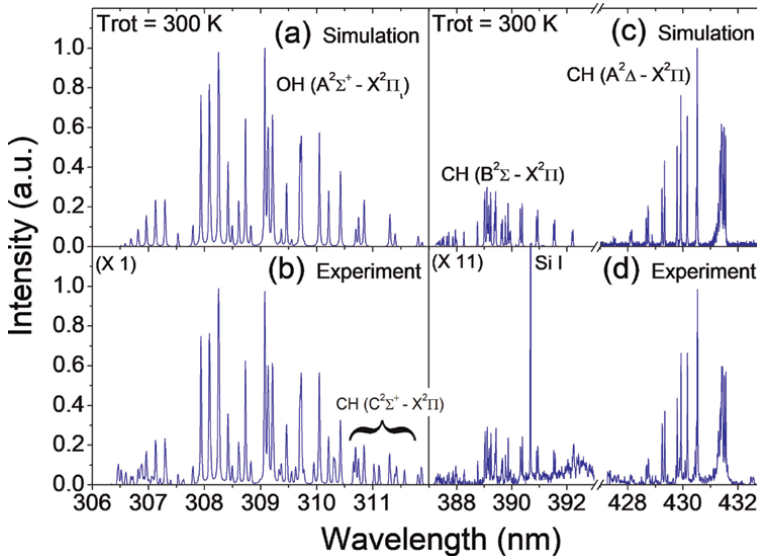 Trot = 300 K (a) Simulation
OH (A²Σ⁺ - X²Πᵢ)
Trot = 300 K (c) Simulation
CH (A²Δ - X²Π)
CH (B²Σ - X²Π)
1.0
0.8
0.6
0.4
0.2
0.0
(X 1) (b) Experiment
CH (C²Σ⁺ - X²Π)
(X 11) Si I (d) Experiment
1.0
0.8
0.6
0.4
0.2
0.0
Intensity (a.u.)
306 307 308 309 310 311 388 390 392 428 430 432
Wavelength (nm)